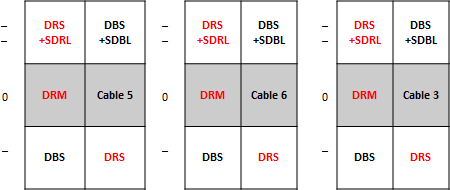 – DRS DBS – DRS DBS – DRS DBS
– +SDRL +SDBL – +SDRL +SDBL – +SDRL +SDBL
0 DRM Cable 5 0 DRM Cable 6 0 DRM Cable 3
– DBS DRS – DBS DRS – DBS DRS